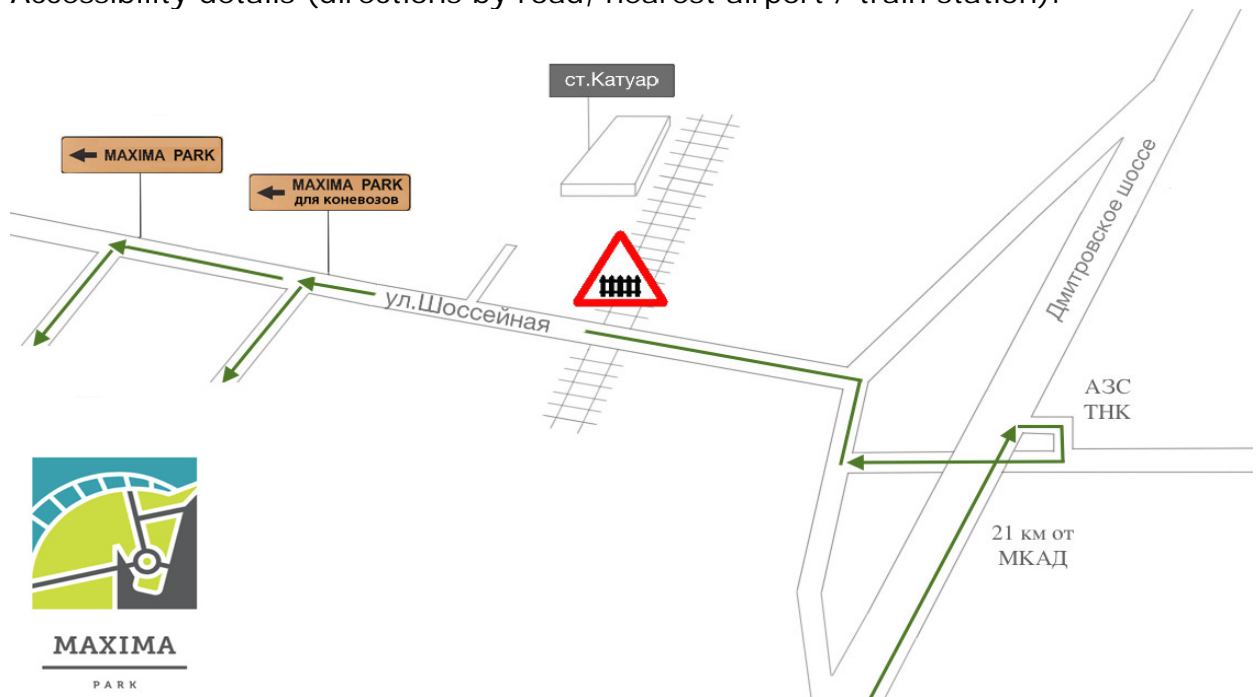 Accessibility details (directions by road, nearest airport / train station):
ст.Катуар
MAXIMA PARK
MAXIMA PARK
для коневозов
ул.Шоссейная
Дмитровское шоссе
АЗС
ТНК
21 км от
МКАД
MAXIMA
PARK